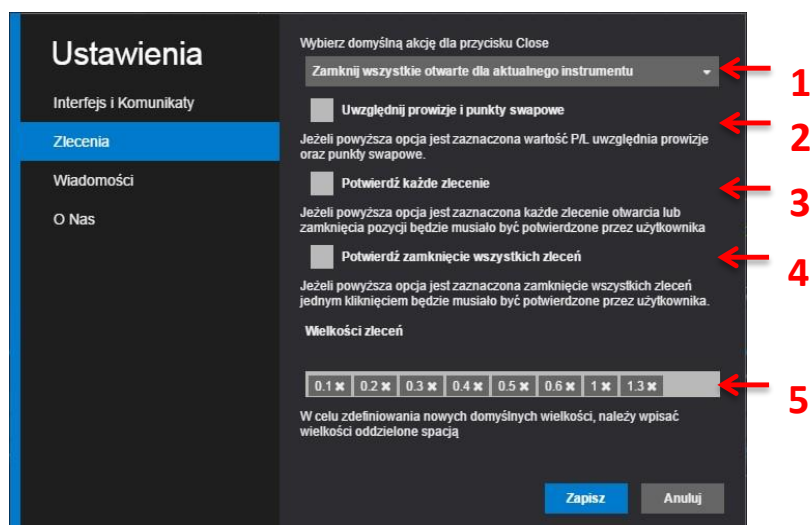 Ustawienia
Interfejs i Komunikaty
Zlecenia
Wiadomości
O Nas
Wybierz domyślną akcję dla przycisku Close
Zamknij wszystkie otwarte dla aktualnego instrumentu
1
Uwzględnij prowizje i punkty swapowe
2
Jeżeli powyższa opcja jest zaznaczona wartość P/L uwzględnia prowizje
oraz punkty swapowe.
Potwierdź każde zlecenie
3
Jeżeli powyższa opcja jest zaznaczona każde zlecenie otwarcia lub
zamknięcia pozycji będzie musiało być potwierdzone przez użytkownika
Potwierdź zamknięcie wszystkich zleceń
4
Jeżeli powyższa opcja jest zaznaczona zamknięcie wszystkich zleceń
jednym kliknięciem będzie musiało być potwierdzone przez użytkownika.
Wielkości zleceń
0.1 × 0.2 × 0.3 × 0.4 × 0.5 × 0.6 × 1 × 1.3 ×
5
W celu zdefiniowania nowych domyślnych wielkości, należy wpisać
wielkości oddzielone spacją
Zapisz Anuluj